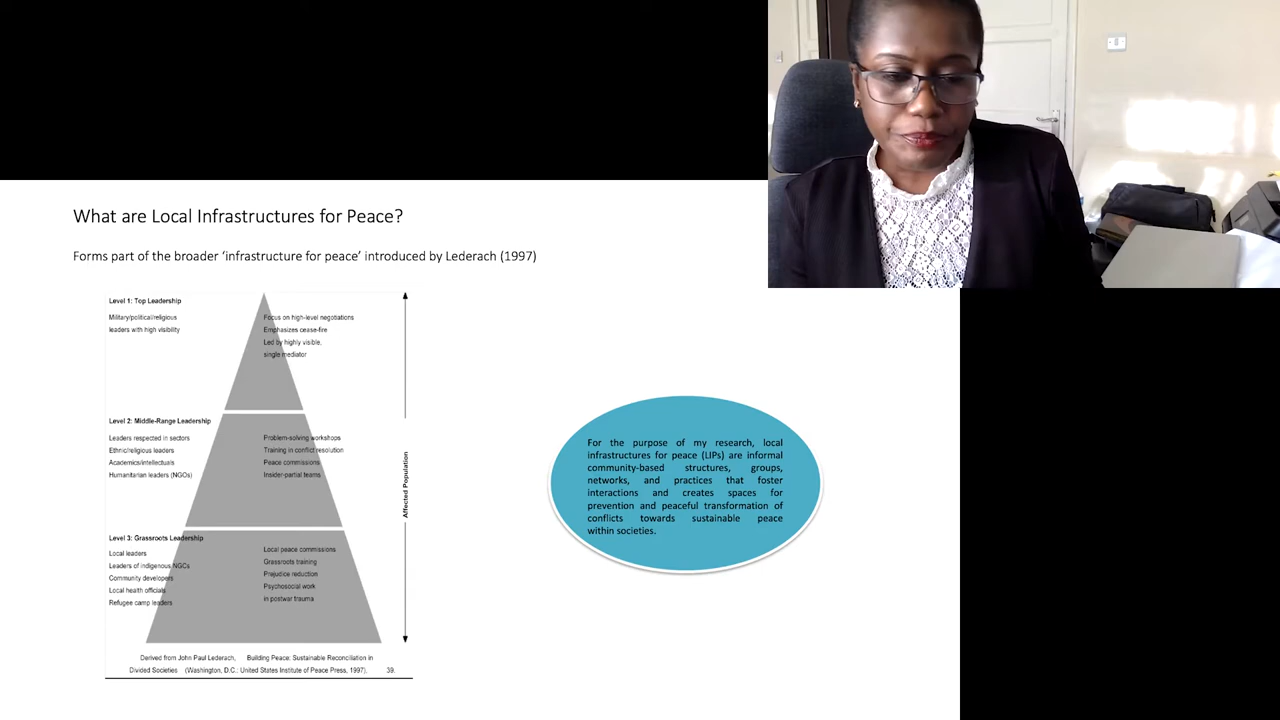 What are Local Infrastructures for Peace?
Forms part of the broader ‘infrastructure for peace’ introduced by Lederach (1997)
Level 1: Top Leadership
Military/political/religious
leaders with high visibility
Focus on high-level negotiations
Emphasizes cease-fire
Led by highly visible,
single mediator
Level 2: Middle-Range Leadership
Leaders respected in sectors
Ethnic/religious leaders
Academics/intellectuals
Humanitarian leaders (NGOs)
Problem-solving workshops
Training in conflict resolution
Peace commissions
Insider-partial teams
Level 3: Grassroots Leadership
Local leaders
Leaders of indigenous NGOs
Community developers
Local health officials
Refugee camp leaders
Local peace commissions
Grassroots training
Prejudice reduction
Psychosocial work
in postwar trauma
Affected Population
Derived from John Paul Lederach, Building Peace: Sustainable Reconciliation in
Divided Societies (Washington, D.C.: United States Institute of Peace Press, 1997), 39.
For the purpose of my research, local
infrastructures for peace (LIPs) are informal
community-based structures, groups,
networks, and practices that foster
interactions and creates spaces for
prevention and peaceful transformation of
conflicts towards sustainable peace
within societies.